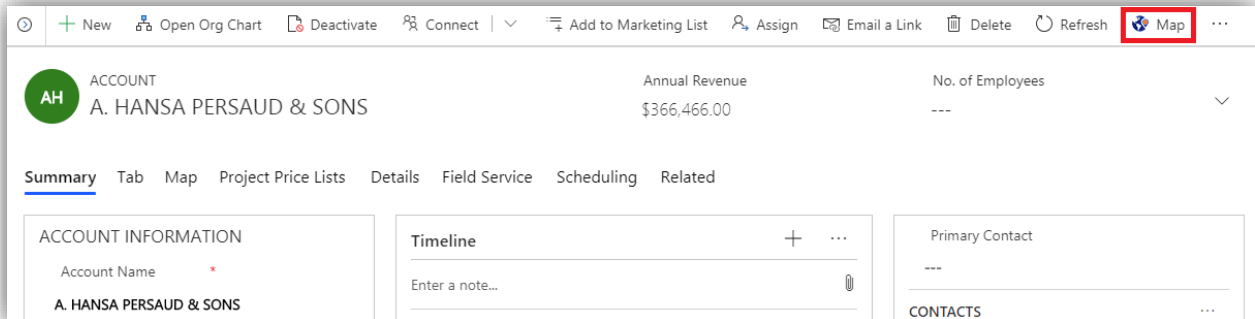 New Open Org Chart Deactivate Connect Add to Marketing List Assign Email a Link Delete Refresh Map ...
AH
ACCOUNT
A. HANSA PERSAUD & SONS
Annual Revenue
$366,466.00
No. of Employees
---
Summary Tab Map Project Price Lists Details Field Service Scheduling Related
ACCOUNT INFORMATION
Account Name *
A. HANSA PERSAUD & SONS
Timeline
Enter a note...
Primary Contact
---
CONTACTS